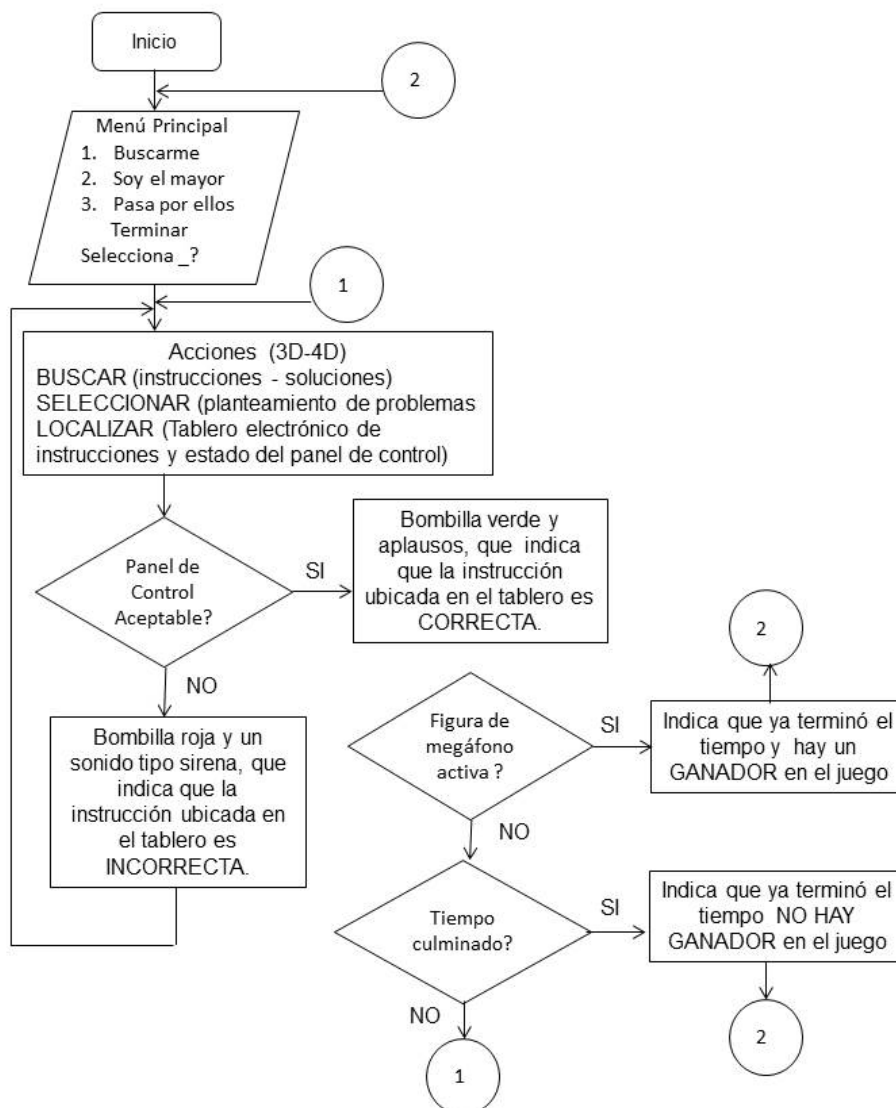 Inicio
2
Menú Principal
1. Buscarme
2. Soy el mayor
3. Pasa por ellos
Terminar
Selecciona _?
1
Acciones (3D-4D)
BUSCAR (instrucciones - soluciones)
SELECCIONAR (planteamiento de problemas
LOCALIZAR (Tablero electrónico de
instrucciones y estado del panel de control)
Panel de
Control
Aceptable?
SI
Bombilla verde y
aplausos, que indica
que la instrucción
ubicada en el tablero es
CORRECTA.
NO
Bombilla roja y un
sonido tipo sirena, que
indica que la
instrucción ubicada en
el tablero es
INCORRECTA.
Figura de
megáfono
activa ?
SI
Indica que ya terminó el
tiempo y hay un
GANADOR en el juego
2
NO
Tiempo
culminado?
SI
Indica que ya terminó el
tiempo NO HAY
GANADOR en el juego
2
NO
1